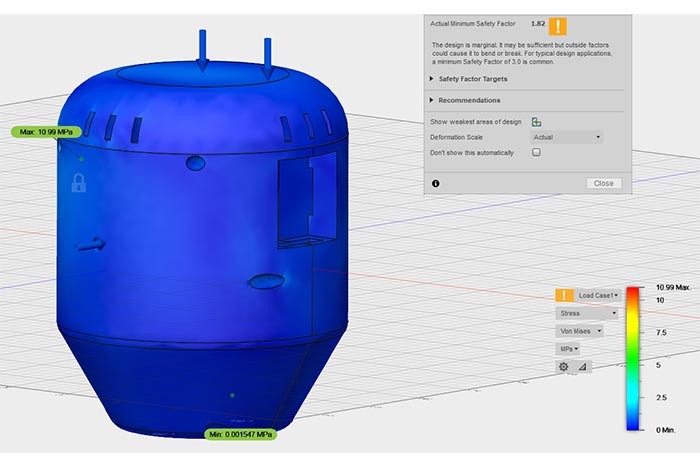 Actual Minimum Safety Factor 1.82
The design is marginal. It may be sufficient but outside factors
could cause it to bend or break. For typical design applications,
a minimum Safety Factor of 3.0 is common.
Safety Factor Targets
Recommendations
Show weakest areas of design
Deformation Scale Actual
Don't show this automatically
Close
Max: 10.99 MPa
Load Case1
Stress
Von Mises
MPa
10.99 Max.
10
7.5
5
2.5
0 Min.
Min: 0.001547 MPa